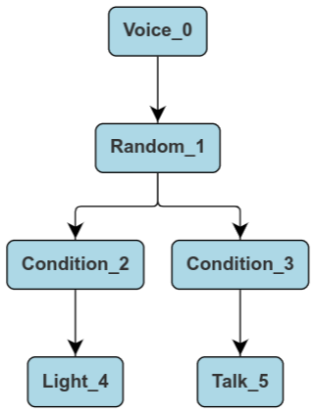 Voice_0
Random_1
Condition_2
Condition_3
Light_4
Talk_5